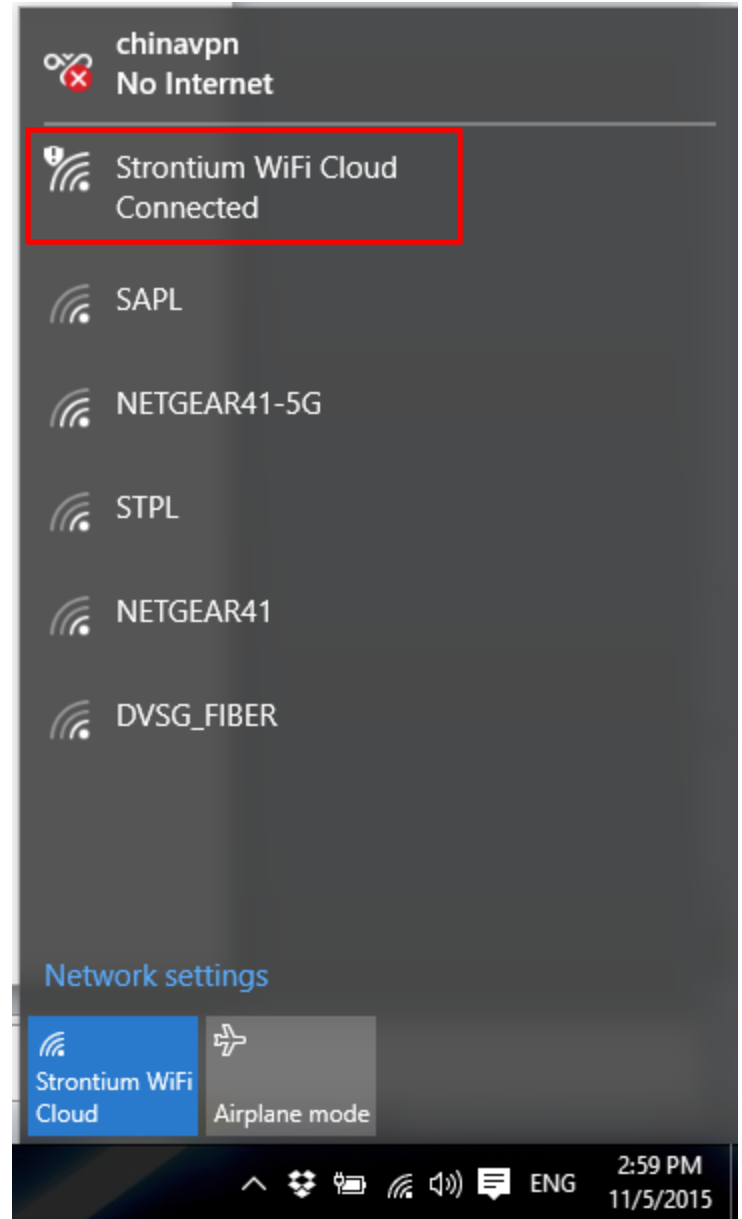 chinavpn
No Internet
Strontium WiFi Cloud
Connected
SAPL
NETGEAR41-5G
STPL
NETGEAR41
DVSG_FIBER
Network settings
Strontium WiFi
Cloud
Airplane mode
ENG
2:59 PM
11/5/2015